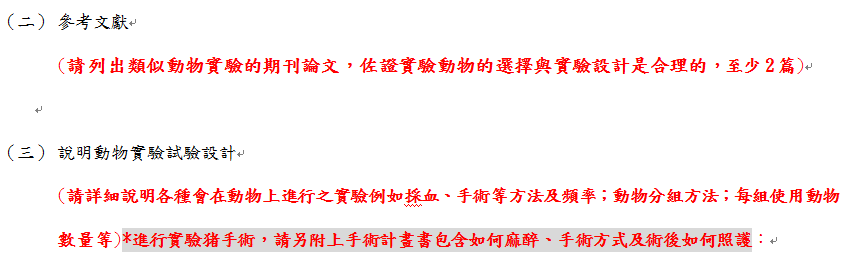 （二） 參考文獻
(請列出類似動物實驗的期刊論文，佐證實驗動物的選擇與實驗設計是合理的，至少2篇)
（三） 說明動物實驗試驗設計
(請詳細說明各種會在動物上進行之實驗例如採血、手術等方法及頻率；動物分組方法；每組使用動物
數量等)*進行實驗猪手術，請另附上手術計畫書包含如何麻醉、手術方式及術後如何照護：